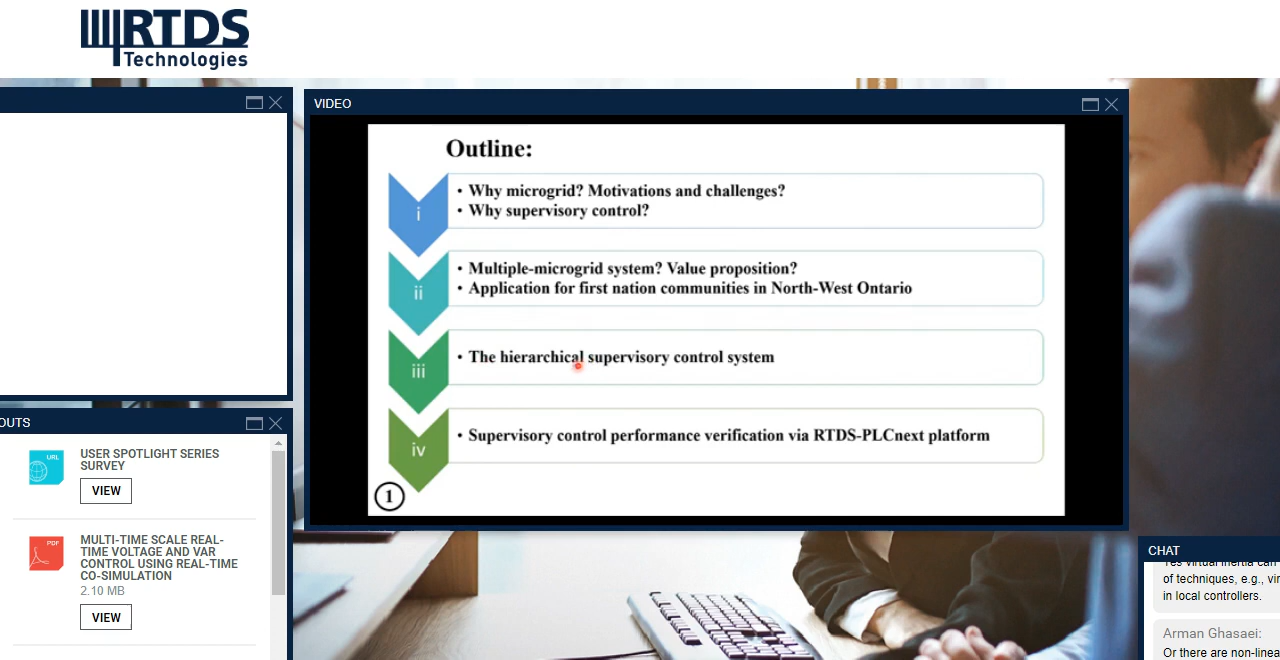 RTDS
Technologies
VIDEO
Outline:
i
• Why microgrid? Motivations and challenges?
• Why supervisory control?
ii
• Multiple-microgrid system? Value proposition?
• Application for first nation communities in North-West Ontario
iii
• The hierarchical supervisory control system
iv
• Supervisory control performance verification via RTDS-PLCnext platform
1
OUTS
URL
USER SPOTLIGHT SERIES
SURVEY
VIEW
PDF
MULTI-TIME SCALE REAL-
TIME VOLTAGE AND VAR
CONTROL USING REAL-TIME
CO-SIMULATION
2.10 MB
VIEW
CHAT
Yes virtual inertia can
of techniques, e.g., vir
in local controllers.
Arman Ghasaei:
Or there are non-linea